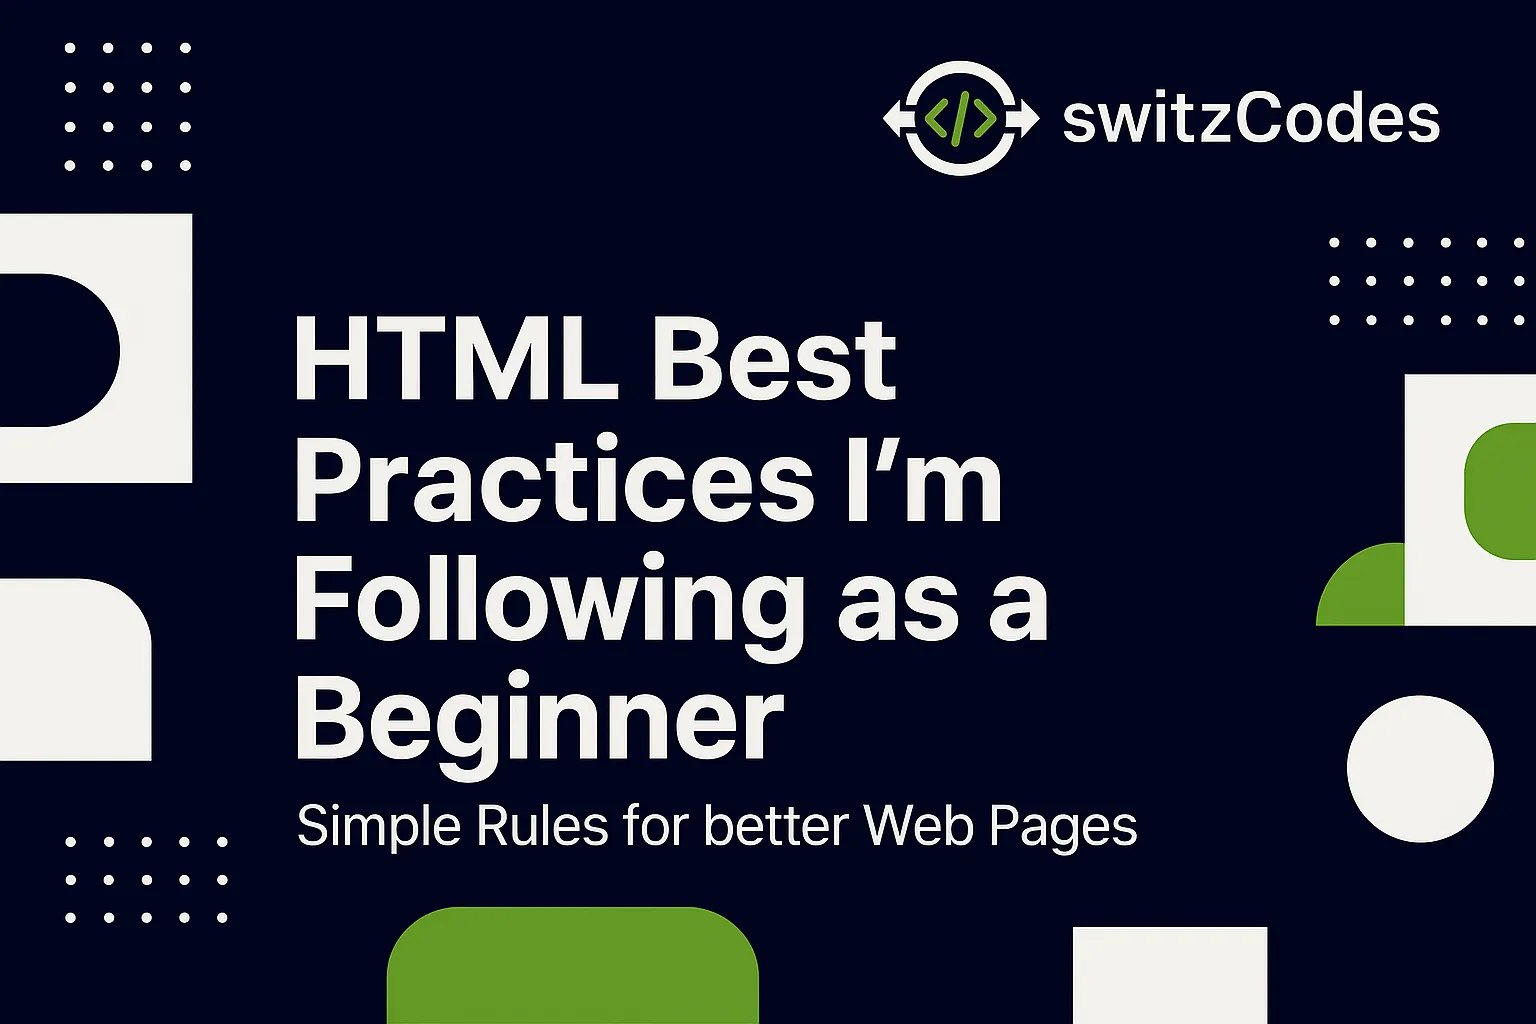 </> switzCodes
HTML Best
Practices I’m
Following as a
Beginner
Simple Rules for better Web Pages